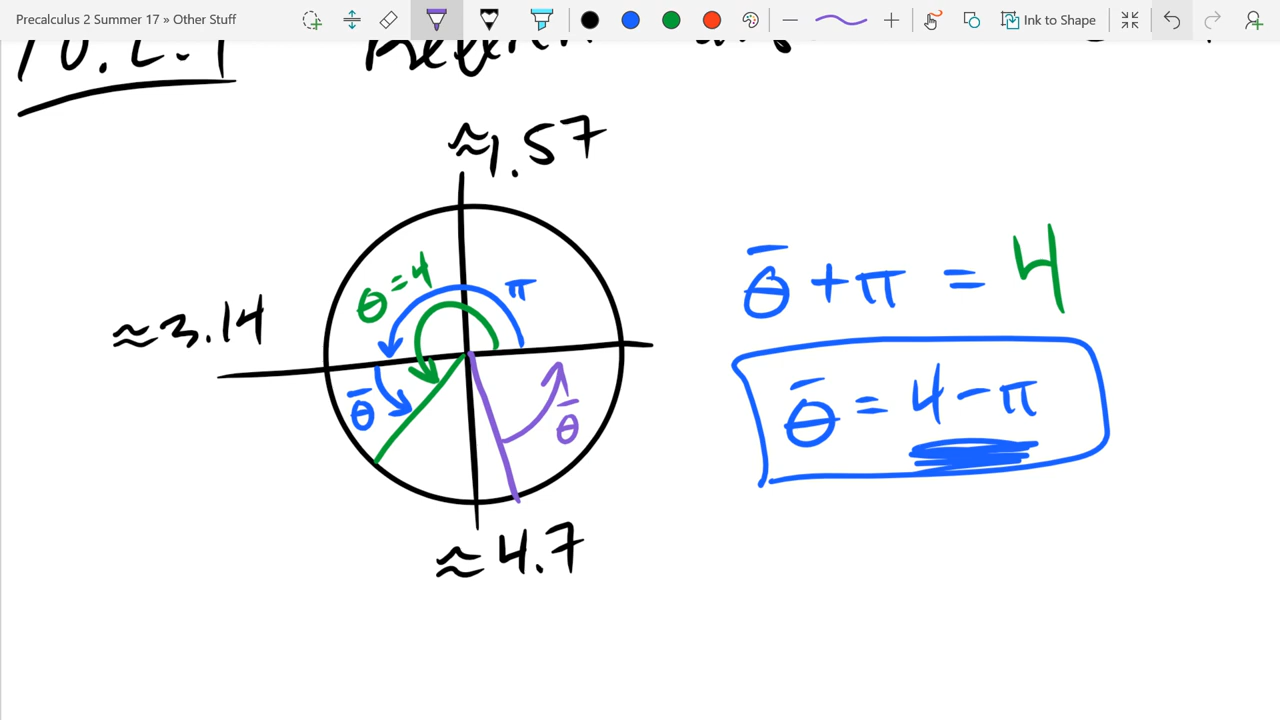 Precalculus 2 Summer 17 » Other Stuff
Ink to Shape
≈1.57
θ=4
π
≈3.14
θ̄
θ̄
≈4.7
θ̄ + π = 4
θ̄ = 4 - π